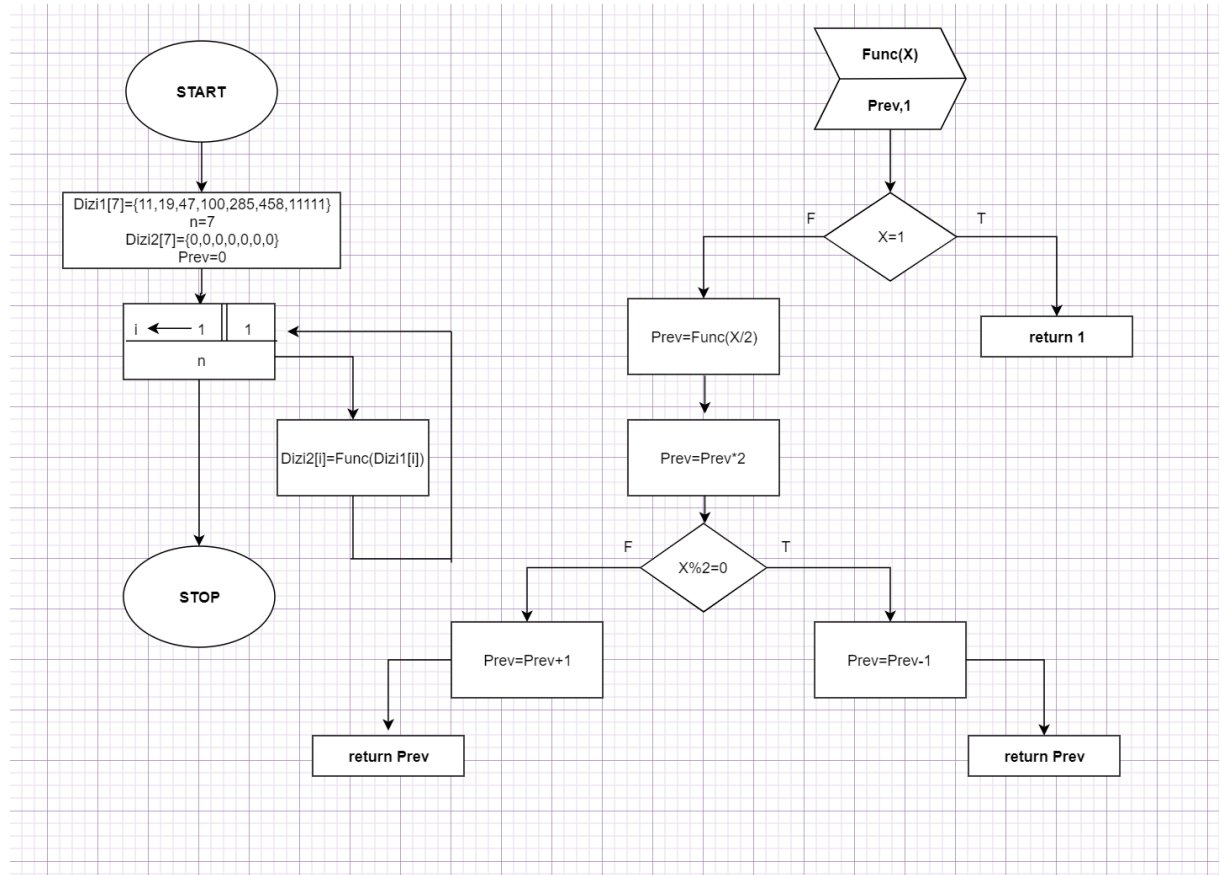 START
Dizi1[7]={11,19,47,100,285,458,11111}
n=7
Dizi2[7]={0,0,0,0,0,0,0}
Prev=0
i 1 1
n
Dizi2[i]=Func(Dizi1[i])
STOP
Func(X)
Prev,1
X=1
F
T
return 1
Prev=Func(X/2)
Prev=Prev*2
X%2=0
F
T
Prev=Prev+1
Prev=Prev-1
return Prev
return Prev